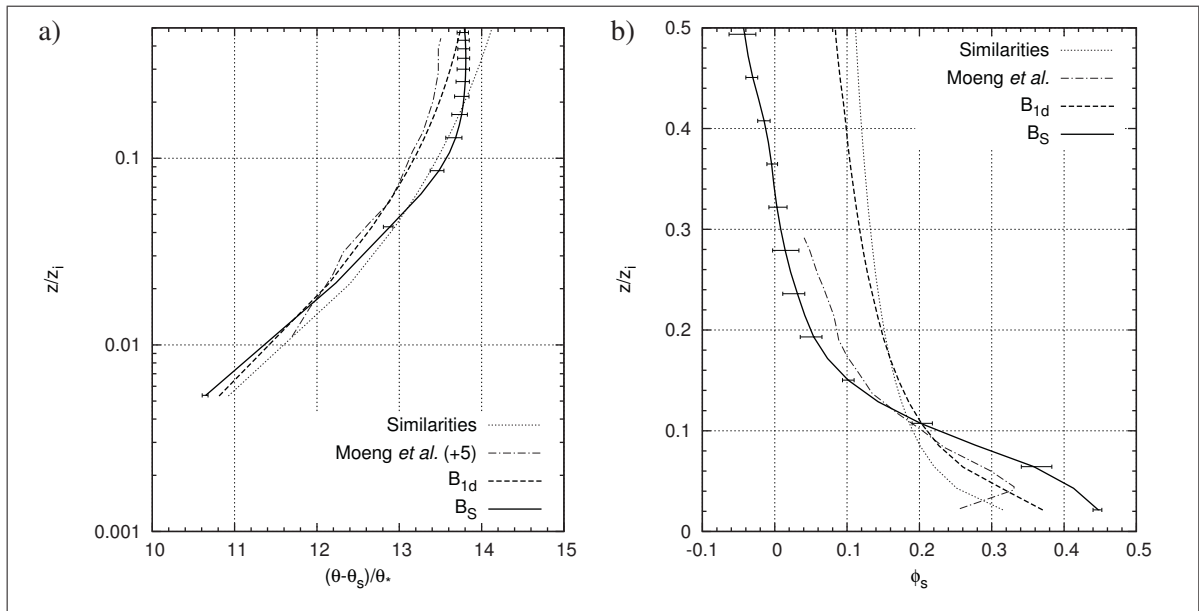 a)
z/z_i
1
0.1
0.01
0.001
10 11 12 13 14 15
(θ-θ_s)/θ_*
Similarities
Moeng et al. (+5)
B_1d
B_S
b)
z/z_i
0.5
0.4
0.3
0.2
0.1
0
-0.1 0 0.1 0.2 0.3 0.4 0.5
ϕ_s
Similarities
Moeng et al.
B_1d
B_S